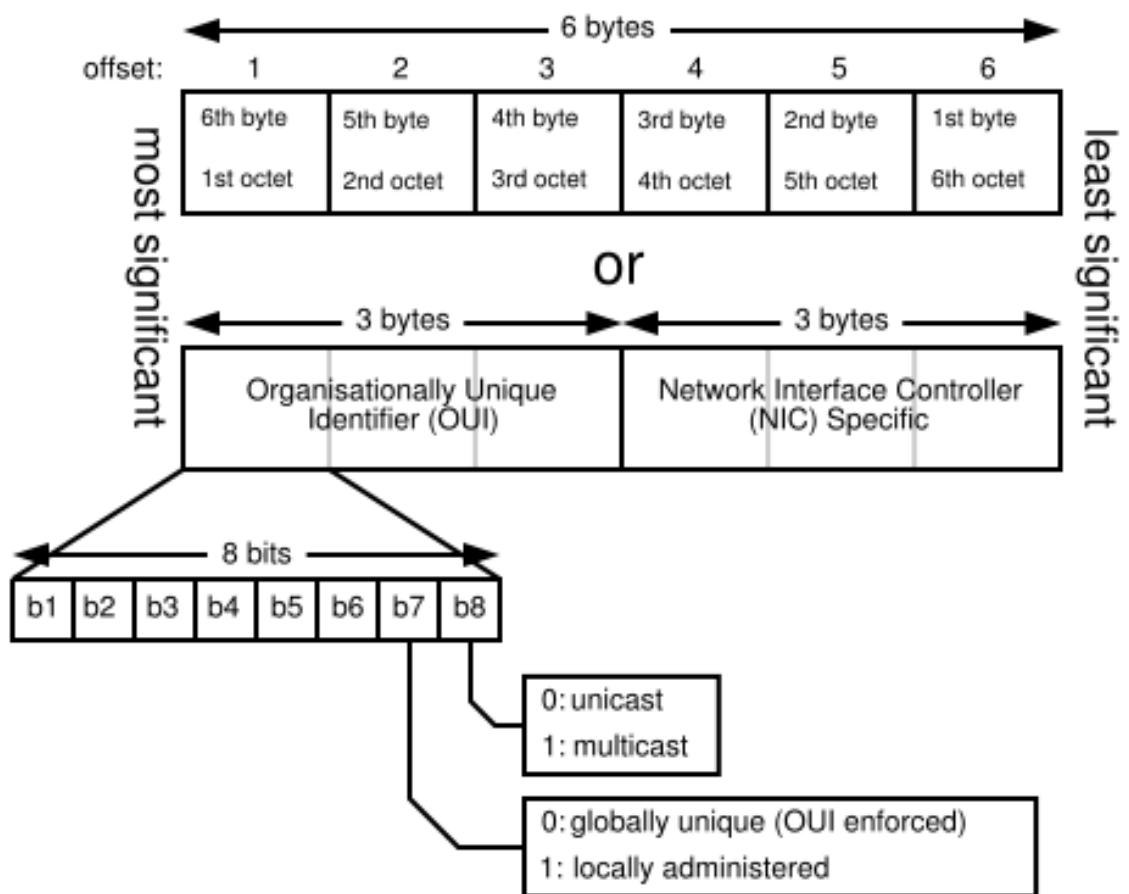 6 bytes
offset: 1 2 3 4 5 6
6th byte 5th byte 4th byte 3rd byte 2nd byte 1st byte
1st octet 2nd octet 3rd octet 4th octet 5th octet 6th octet
most significant
least significant
or
3 bytes 3 bytes
Organisationally Unique
Identifier (OUI)
Network Interface Controller
(NIC) Specific
8 bits
b1 b2 b3 b4 b5 b6 b7 b8
0: unicast
1: multicast
0: globally unique (OUI enforced)
1: locally administered